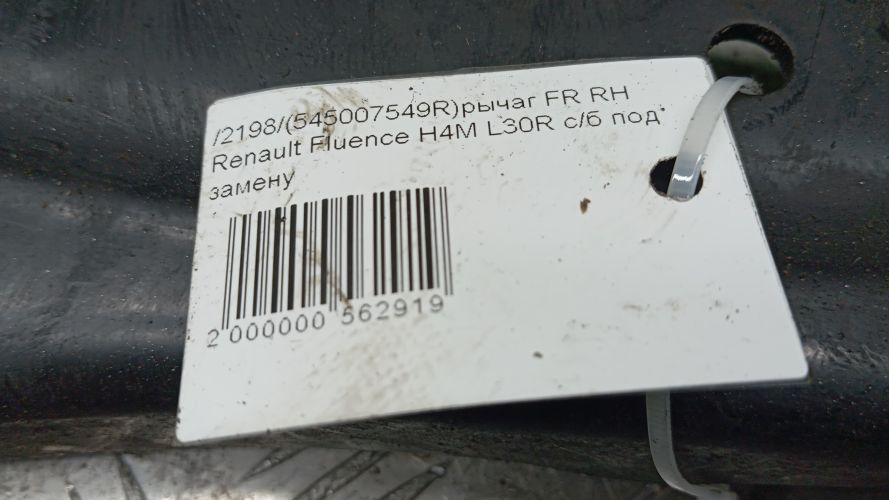 /2198/(545007549R)рычаг FR RH
Renault Fluence H4M L30R с/б под
замену
2 000000 562919